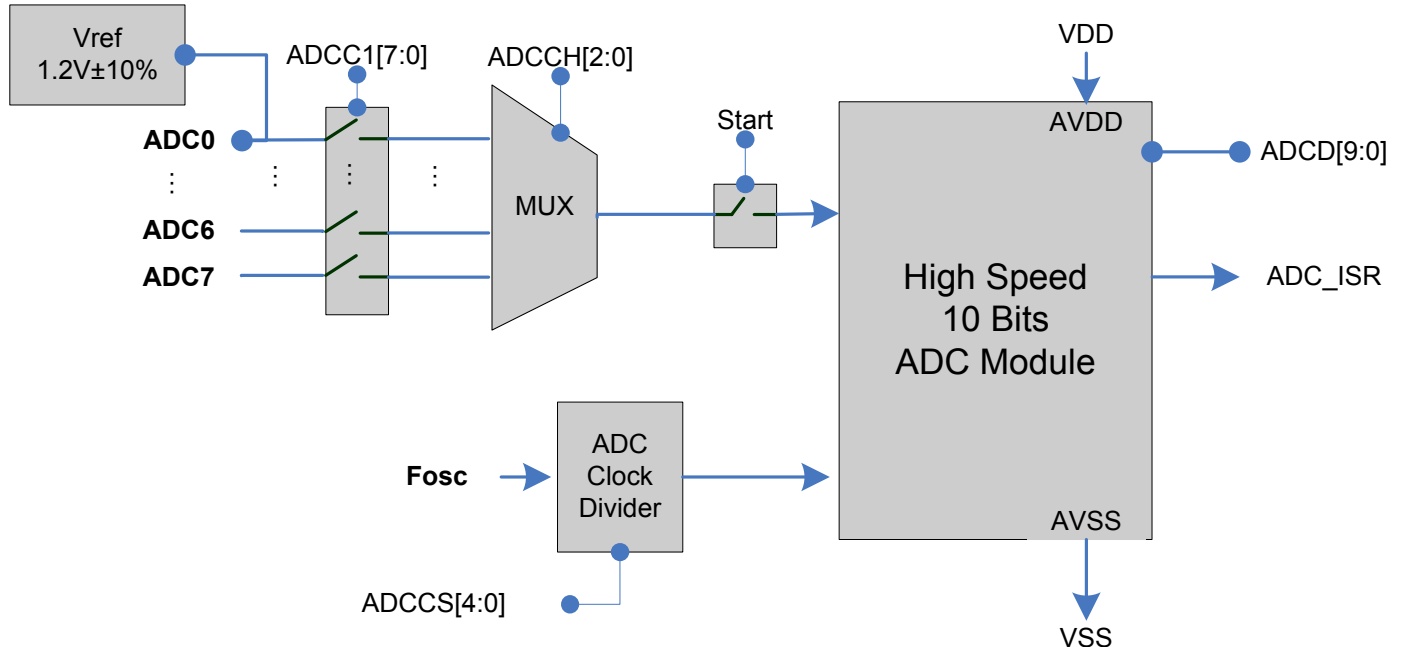 Vref
1.2V±10%
ADCC1[7:0]
ADCCH[2:0]
VDD
Start
AVDD
ADC0
ADCD[9:0]
MUX
ADC6
ADC7
High Speed
10 Bits
ADC Module
ADC_ISR
ADC
Clock
Divider
Fosc
AVSS
ADCCS[4:0]
VSS